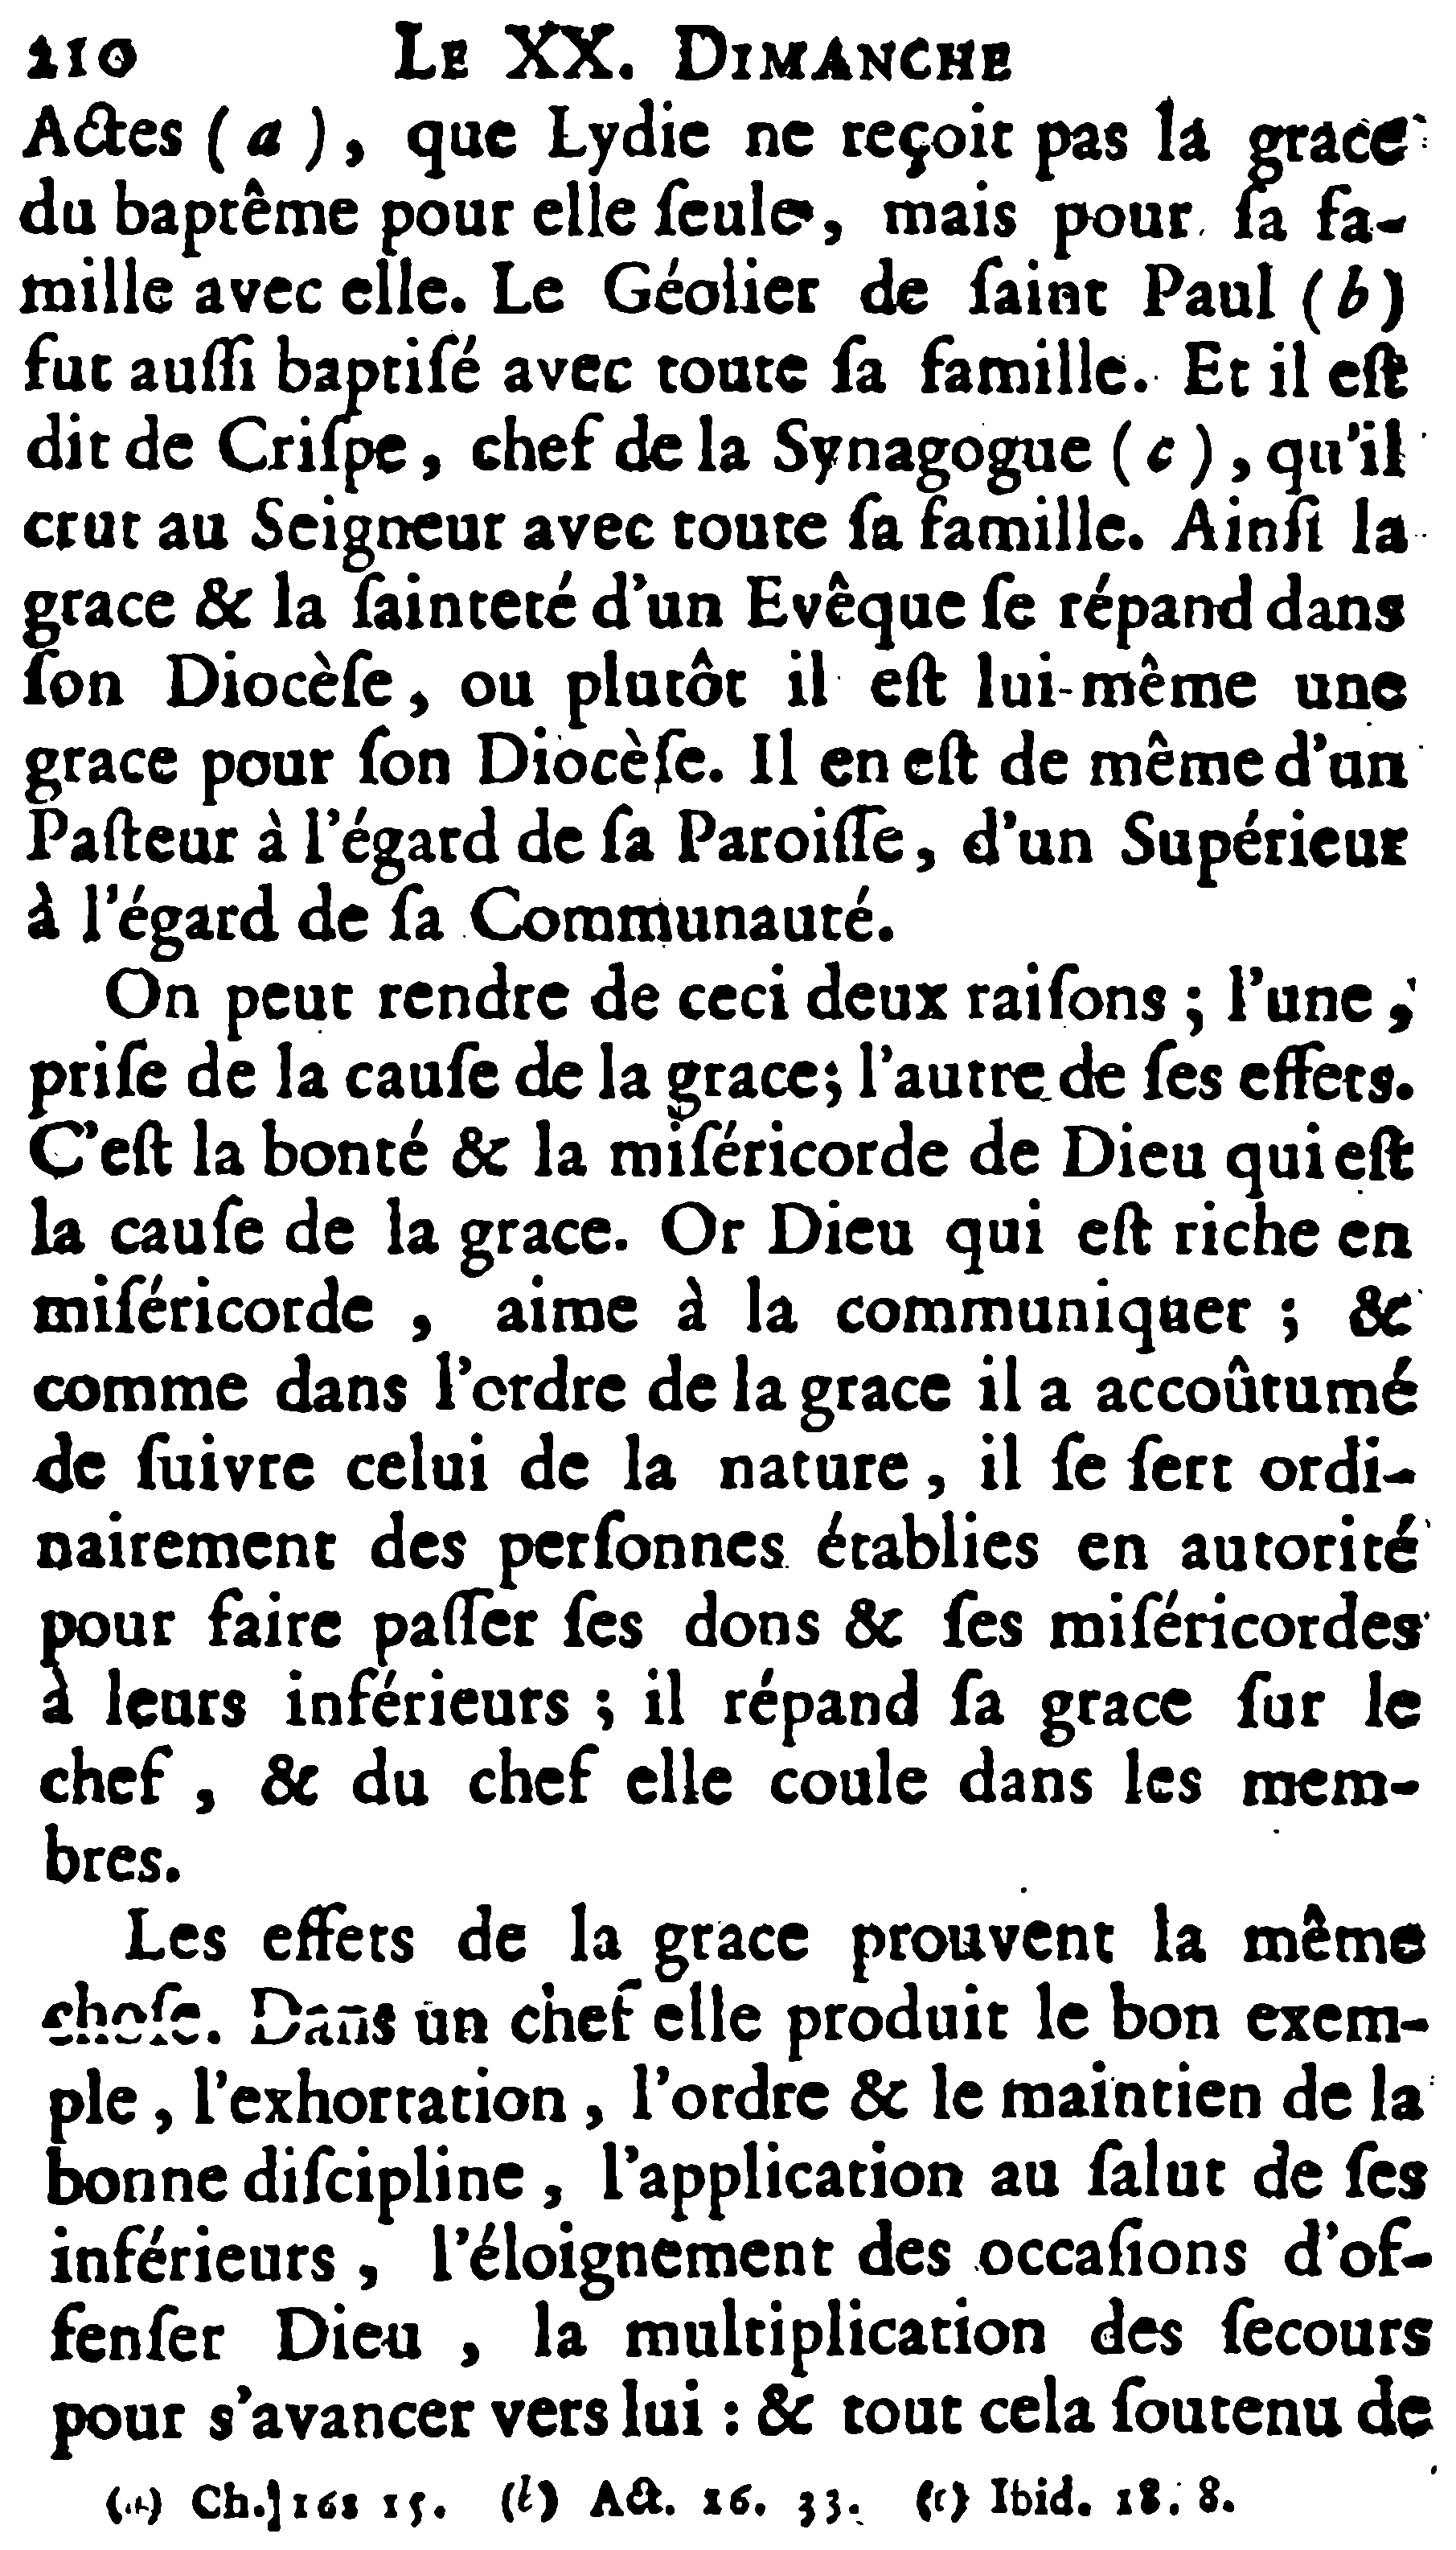 210 LE XX. DIMANCHE
Actes (a), que Lydie ne reçoit pas la grace
du baptême pour elle ſeule, mais pour ſa fa-
mille avec elle. Le Géolier de ſaint Paul (b)
fut auſſi baptiſé avec toute ſa famille. Et il eſt
dit de Criſpe, chef de la Synagogue (c), qu'il
crut au Seigneur avec toute ſa famille. Ainſi la
grace & la ſainteté d'un Evêque ſe répand dans
ſon Diocèſe, ou plutôt il eſt lui-même une
grace pour ſon Diocèſe. Il en eſt de même d'un
Paſteur à l'égard de ſa Paroiſſe, d'un Supérieur
à l'égard de ſa Communauté.
On peut rendre de ceci deux raiſons ; l'une,
priſe de la cauſe de la grace; l'autre de ſes effets.
C'eſt la bonté & la miſéricorde de Dieu qui eſt
la cauſe de la grace. Or Dieu qui eſt riche en
miſéricorde, aime à la communiquer ; &
comme dans l'ordre de la grace il a accoûtumé
de ſuivre celui de la nature, il ſe ſert ordi-
nairement des perſonnes établies en autorité
pour faire paſſer ſes dons & ſes miſéricordes
à leurs inférieurs ; il répand ſa grace ſur le
chef, & du chef elle coule dans les mem-
bres.
Les effets de la grace prouvent la même
choſe. Dans un chef elle produit le bon exem-
ple, l'exhortation, l'ordre & le maintien de la
bonne diſcipline, l'application au ſalut de ſes
inférieurs, l'éloignement des occaſions d'of-
fenſer Dieu, la multiplication des ſecours
pour s'avancer vers lui : & tout cela ſoutenu de
(a) Ch. 16: 15. (b) Act. 16. 33. (c) Ibid. 18. 8.